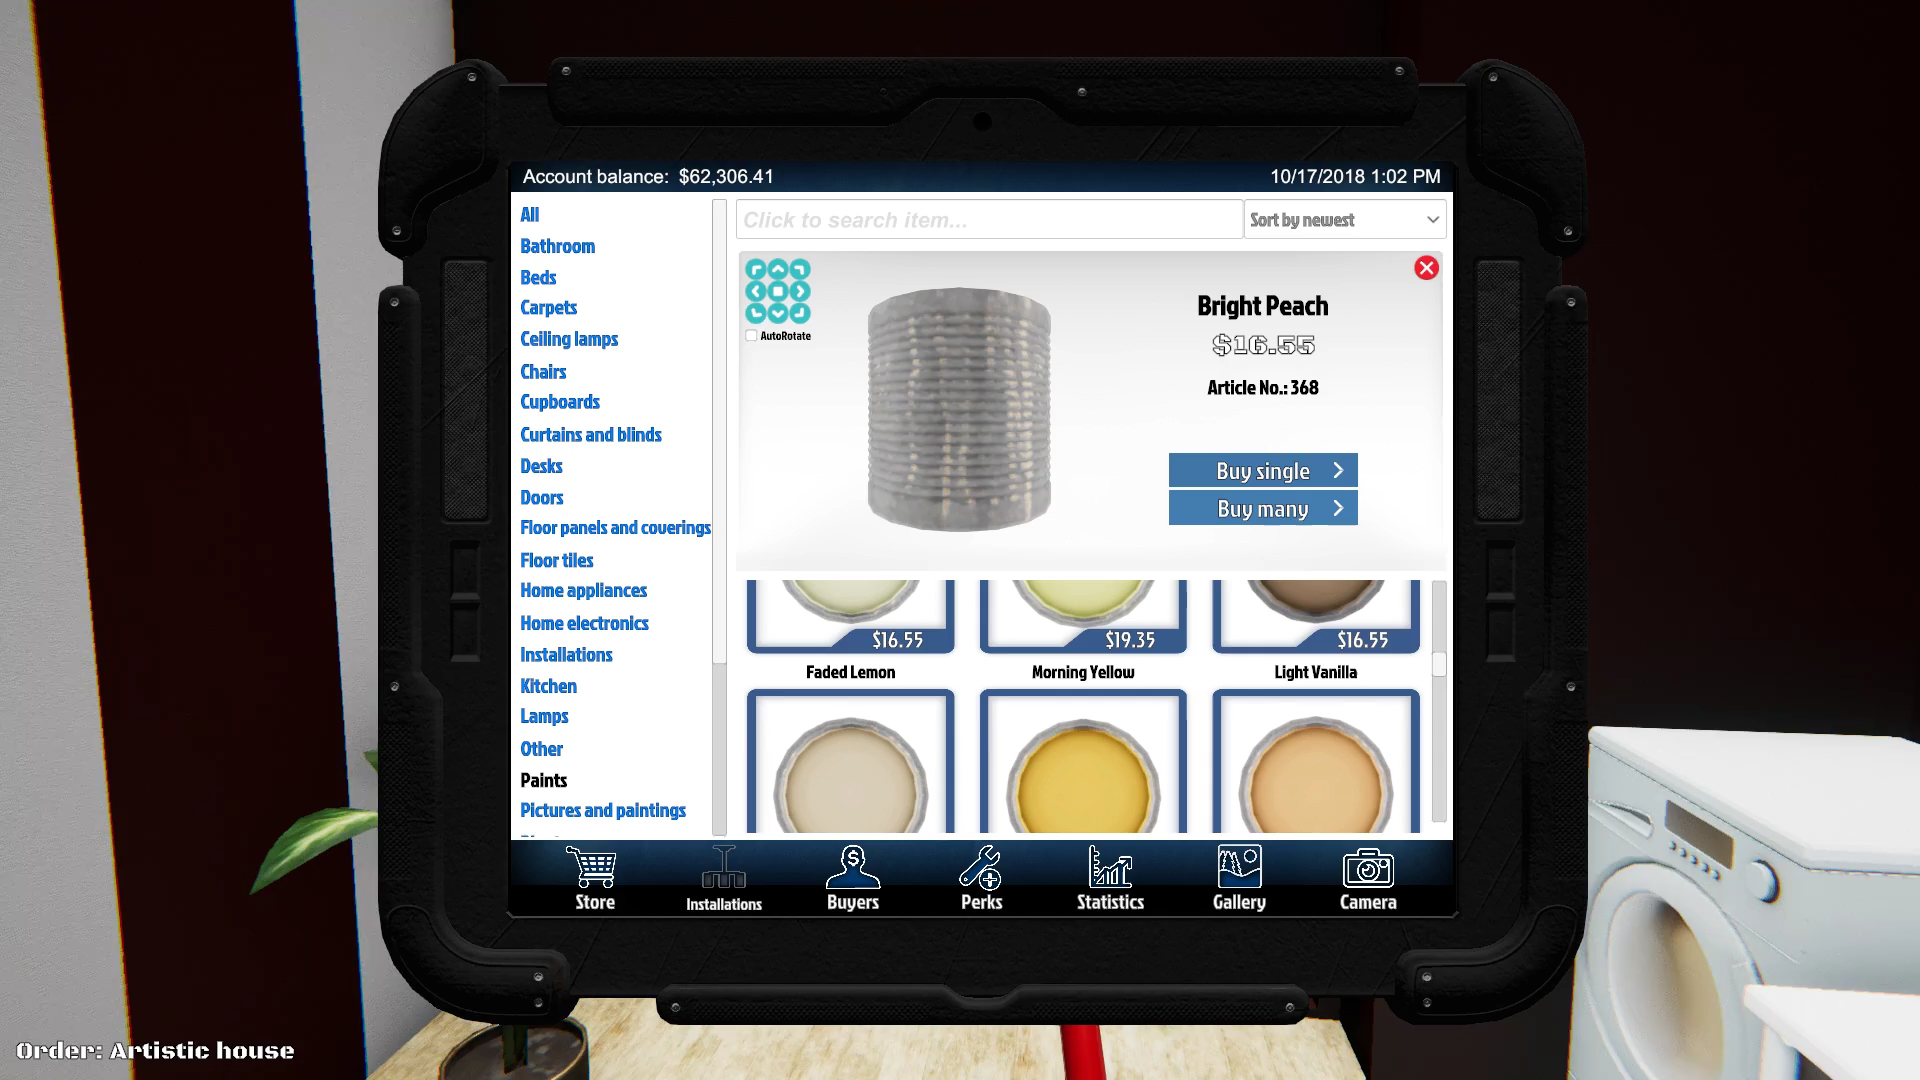 Account balance: $62,306.41
10/17/2018 1:02 PM
All
Bathroom
Beds
Carpets
Ceiling lamps
Chairs
Cupboards
Curtains and blinds
Desks
Doors
Floor panels and coverings
Floor tiles
Home appliances
Home electronics
Installations
Kitchen
Lamps
Other
Paints
Pictures and paintings
Click to search item...
Sort by newest
AutoRotate
Bright Peach
$16.55
Article No.: 368
Buy single
Buy many
$16.55
$19.35
$16.55
Faded Lemon
Morning Yellow
Light Vanilla
Store
Installations
Buyers
Perks
Statistics
Gallery
Camera
Order: Artistic house